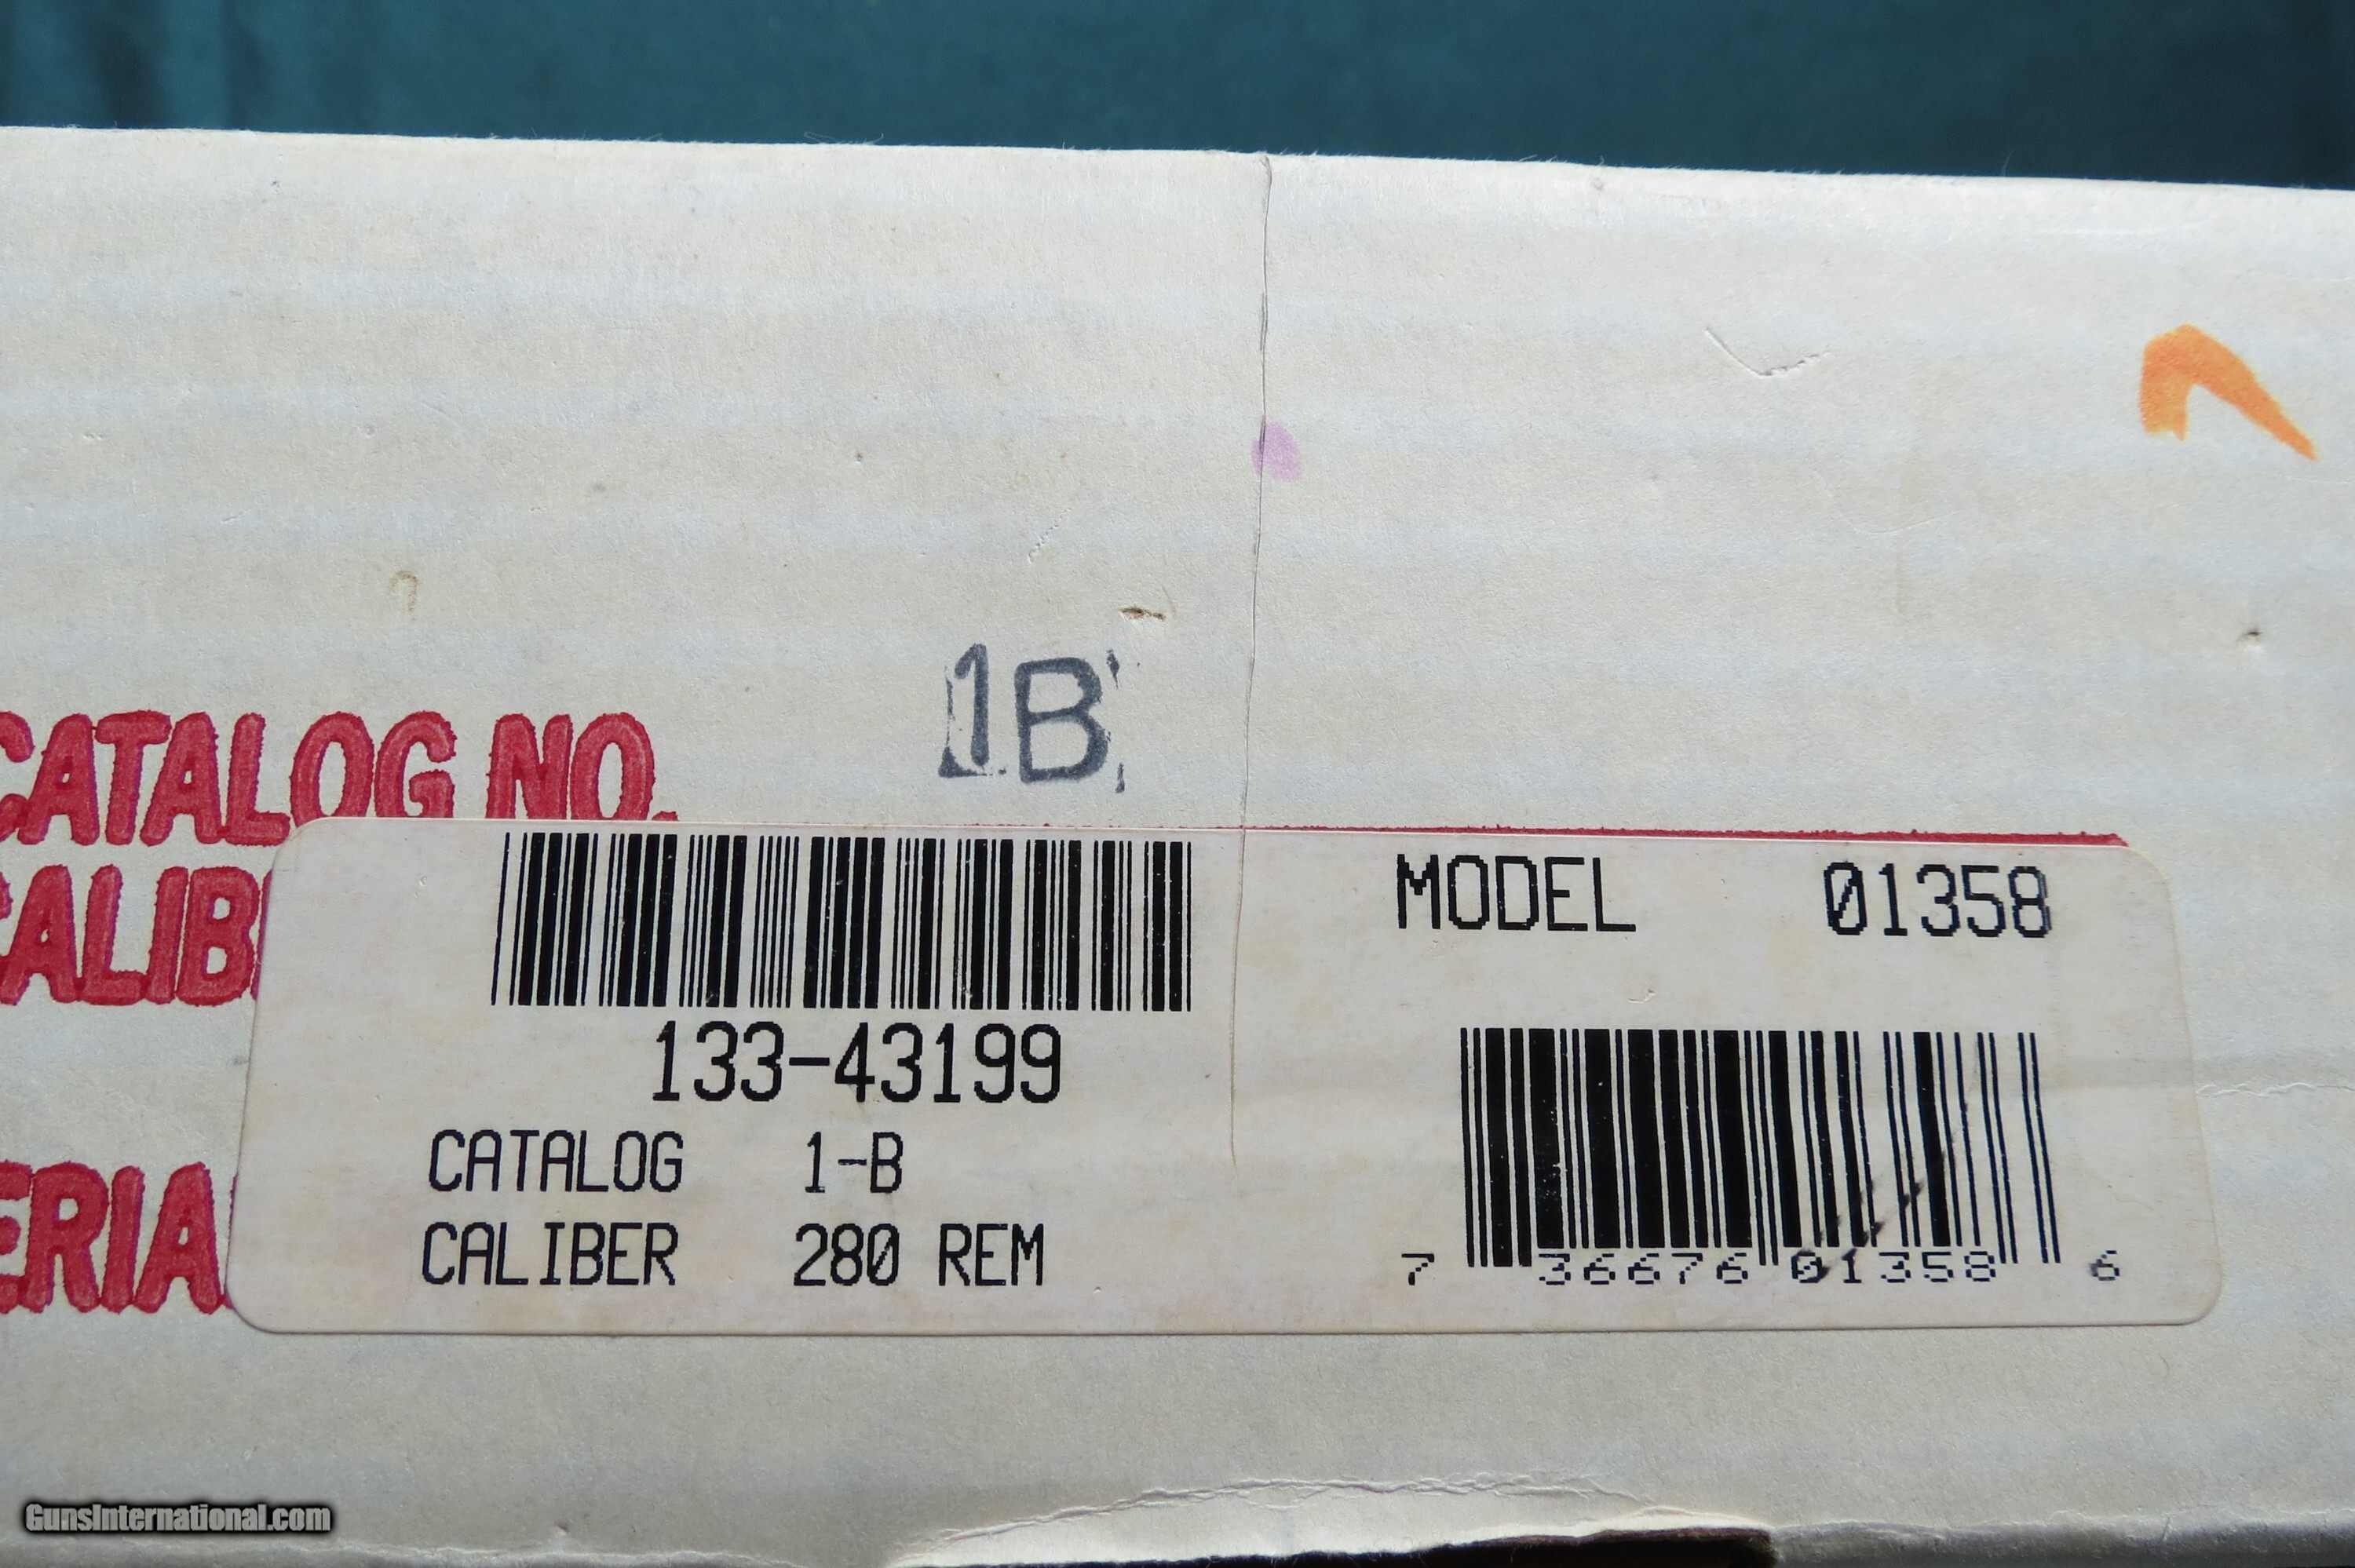 1B
CATALOG NO.
CALIB
ERIA
MODEL 01358
133-43199
CATALOG 1-B
CALIBER 280 REM
7 36676 01358 6
GunsInternational.com